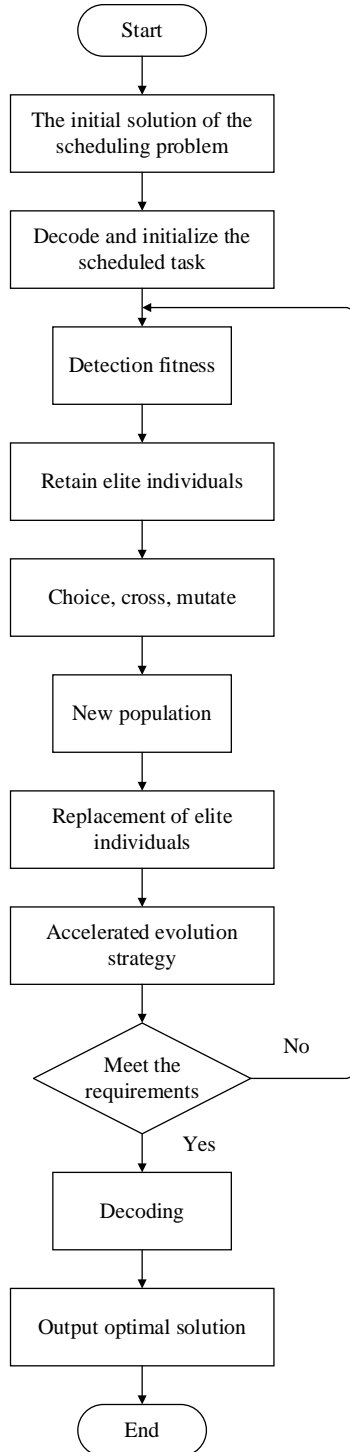 Start
The initial solution of the
scheduling problem
Decode and initialize the
scheduled task
Detection fitness
Retain elite individuals
Choice, cross, mutate
New population
Replacement of elite
individuals
Accelerated evolution
strategy
Meet the
requirements
No
Yes
Decoding
Output optimal solution
End